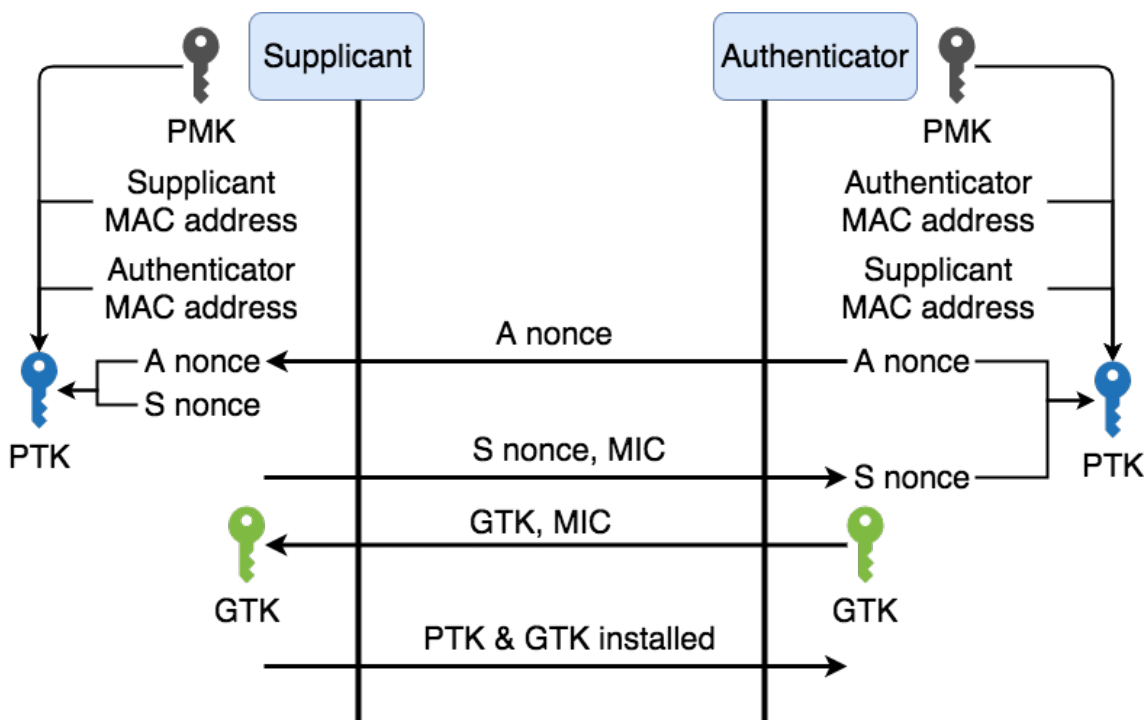 Supplicant
Authenticator
PMK
PMK
Supplicant
MAC address
Authenticator
MAC address
Authenticator
MAC address
Supplicant
MAC address
A nonce
A nonce
A nonce
S nonce
PTK
PTK
S nonce, MIC
S nonce
GTK, MIC
GTK
GTK
PTK & GTK installed